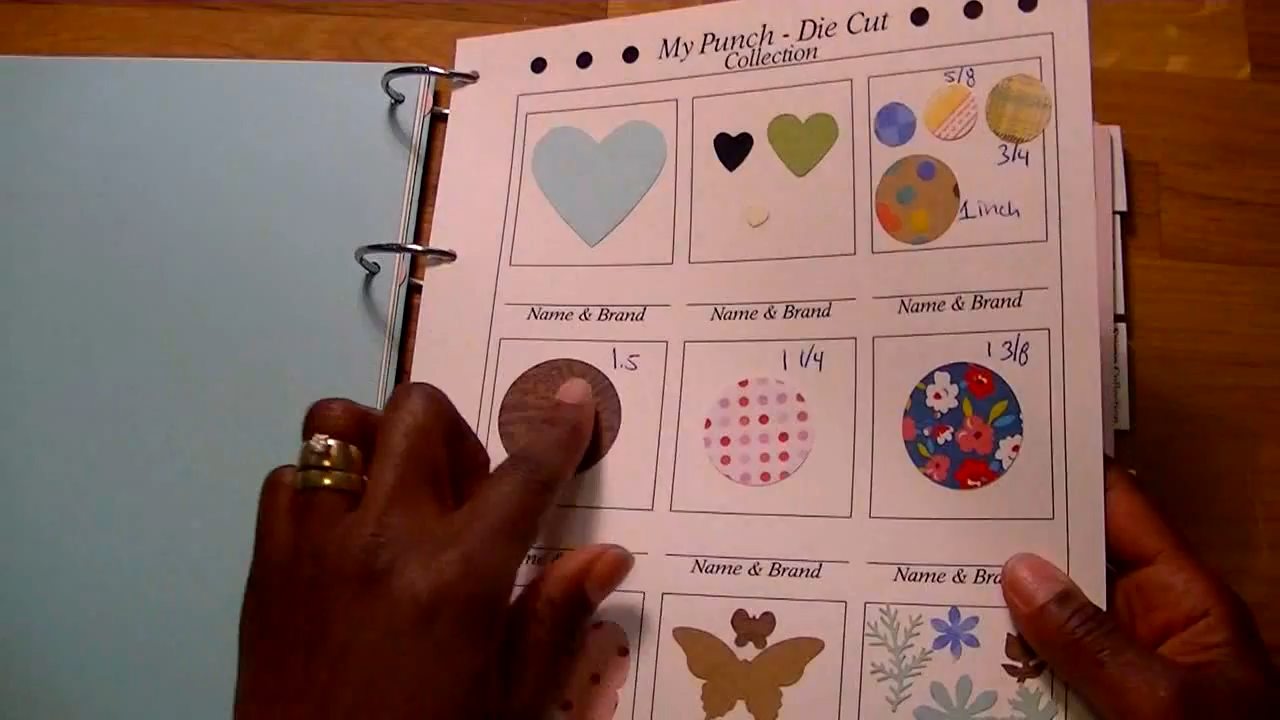 My Punch - Die Cut
Collection
5/8
3/4
1 inch
Name & Brand
Name & Brand
Name & Brand
1.5
1 1/4
1 3/8
Name & Brand
Name &